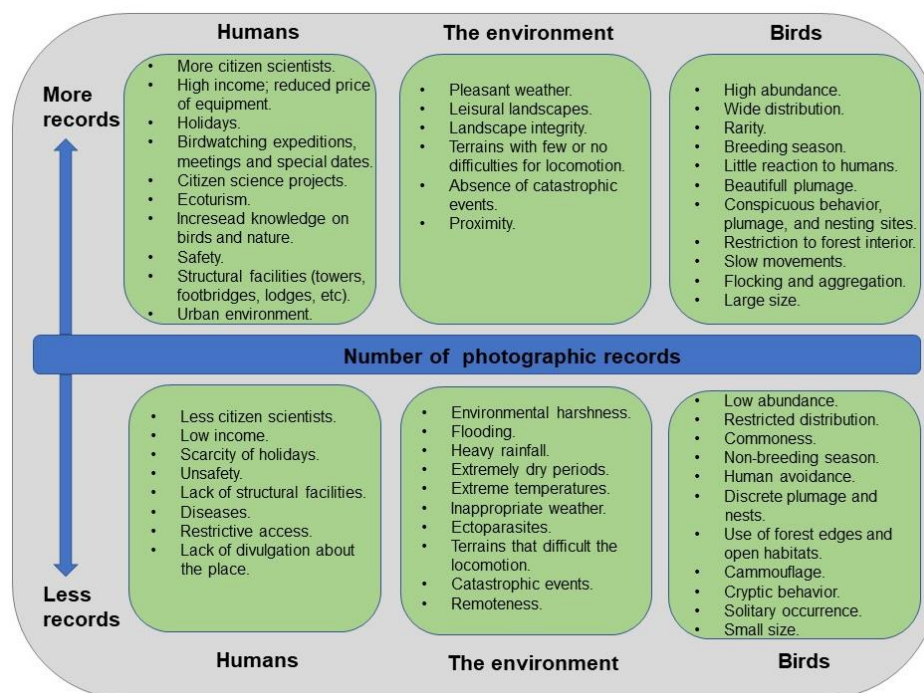 Humans
The environment
Birds
More
records
• More citizen scientists.
• High income; reduced price
of equipment.
• Holidays.
• Birdwatching expeditions,
meetings and special dates.
• Citizen science projects.
• Ecoturism.
• Incresead knowledge on
birds and nature.
• Safety.
• Structural facilities (towers,
footbridges, lodges, etc).
• Urban environment.
• Pleasant weather.
• Leisural landscapes.
• Landscape integrity.
• Terrains with few or no
difficulties for locomotion.
• Absence of catastrophic
events.
• Proximity.
• High abundance.
• Wide distribution.
• Rarity.
• Breeding season.
• Little reaction to humans.
• Beautifull plumage.
• Conspicuous behavior,
plumage, and nesting sites.
• Restriction to forest interior.
• Slow movements.
• Flocking and aggregation.
• Large size.
Number of photographic records
• Less citizen scientists.
• Low income.
• Scarcity of holidays.
• Unsafety.
• Lack of structural facilities.
• Diseases.
• Restrictive access.
• Lack of divulgation about
the place.
• Environmental harshness.
• Flooding.
• Heavy rainfall.
• Extremely dry periods.
• Extreme temperatures.
• Inappropriate weather.
• Ectoparasites.
• Terrains that difficult the
locomotion.
• Catastrophic events.
• Remoteness.
• Low abundance.
• Restricted distribution.
• Commoness.
• Non-breeding season.
• Human avoidance.
• Discrete plumage and
nests.
• Use of forest edges and
open habitats.
• Cammouflage.
• Cryptic behavior.
• Solitary occurrence.
• Small size.
Less
records
Humans
The environment
Birds